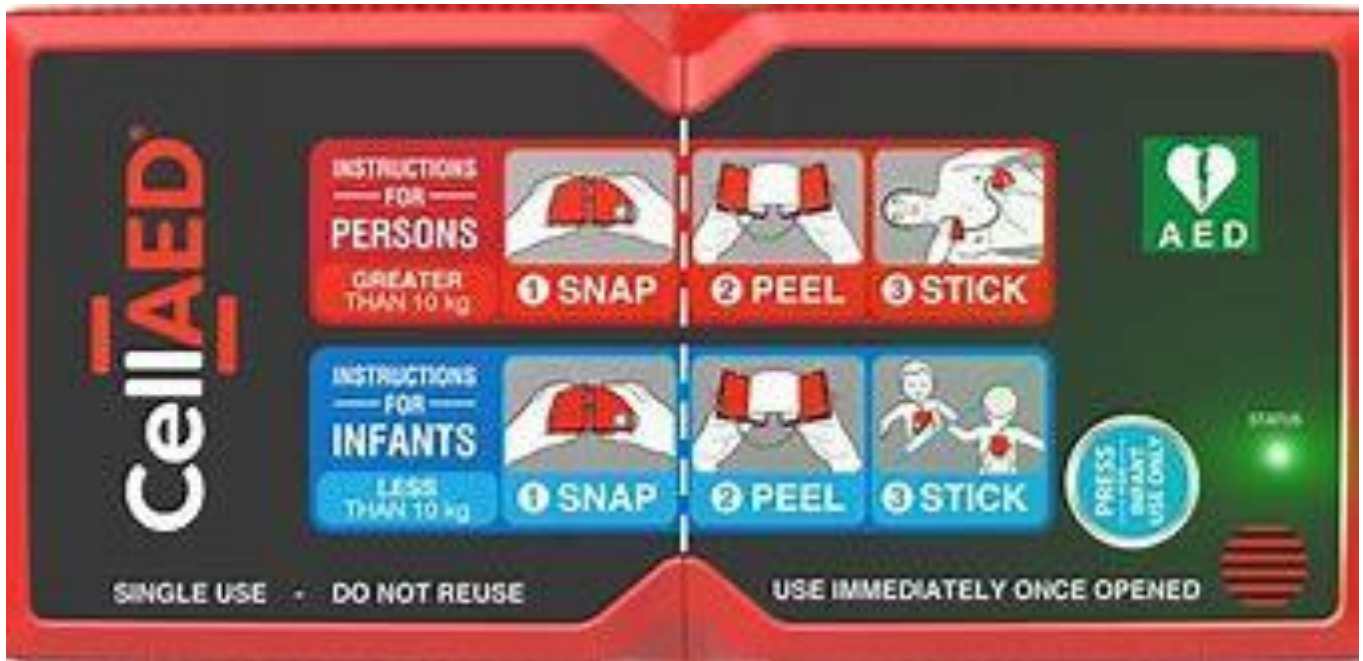 CellAED®
INSTRUCTIONS
FOR
PERSONS
GREATER
THAN 10 kg
1 SNAP
2 PEEL
3 STICK
INSTRUCTIONS
FOR
INFANTS
LESS
THAN 10 kg
1 SNAP
2 PEEL
3 STICK
AED
STATUS
PRESS
INFANT
USE ONLY
SINGLE USE - DO NOT REUSE
USE IMMEDIATELY ONCE OPENED